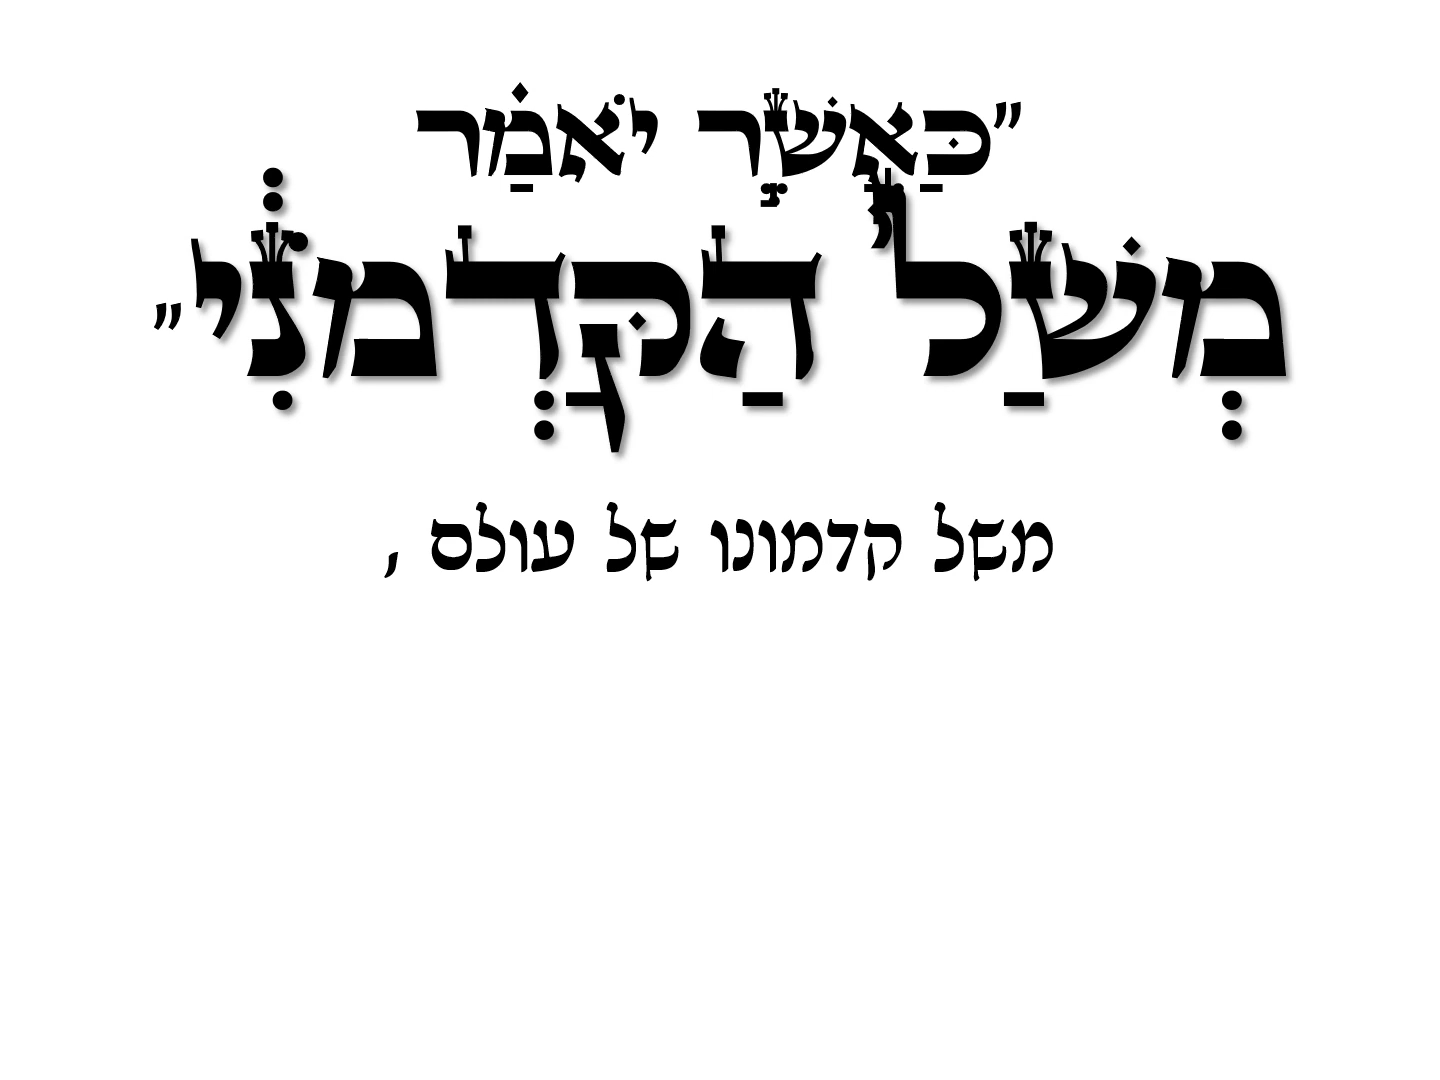 "כַּאֲשֶׁ֣ר יֹאמַ֗ר
מְשַׁל֙ הַקַּדְמֹנִ֔י"
משל קדמונו של עולם ,